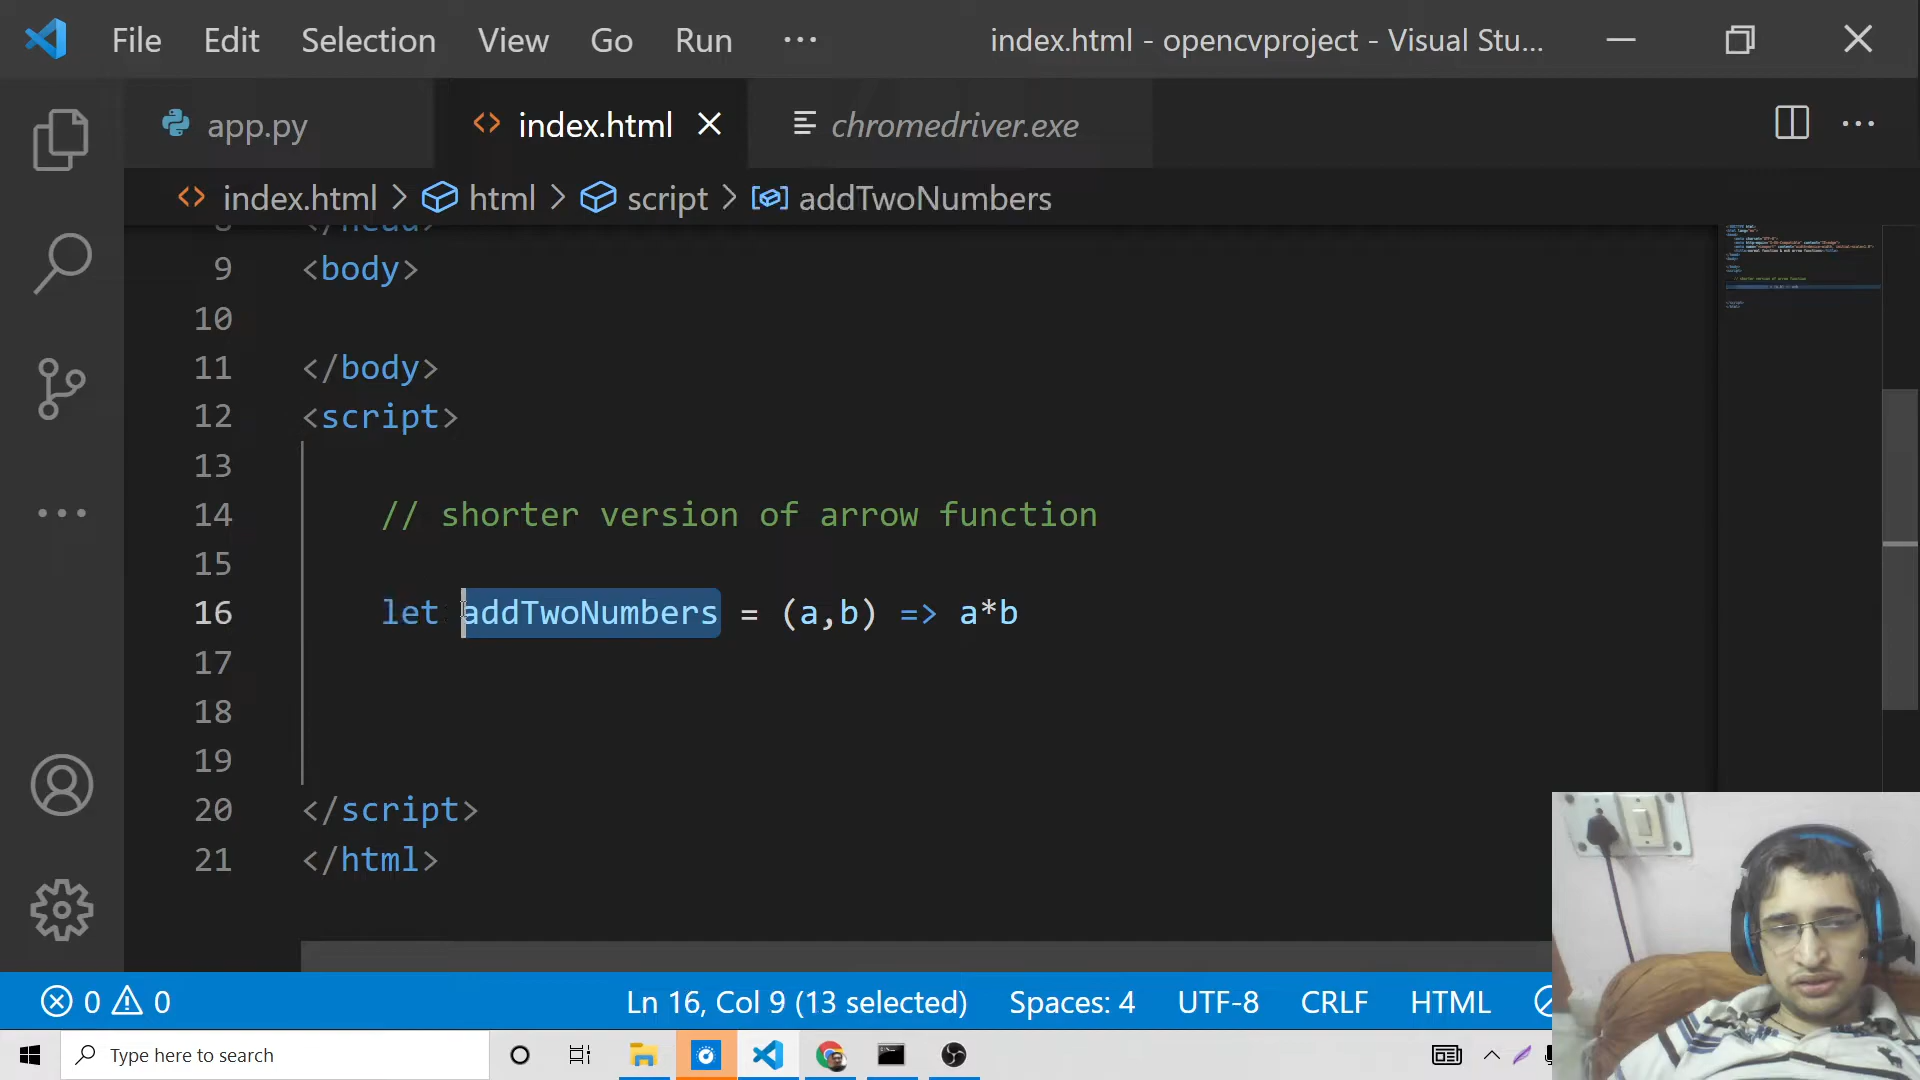 File Edit Selection View Go Run ··· index.html - opencvproject - Visual Stu...
app.py index.html chromedriver.exe
index.html > html > script > addTwoNumbers
8 </head>
9 <body>
10
11 </body>
12 <script>
13
14 // shorter version of arrow function
15
16 let addTwoNumbers = (a,b) => a*b
17
18
19
20 </script>
21 </html>
0 0 Ln 16, Col 9 (13 selected) Spaces: 4 UTF-8 CRLF HTML
Type here to search